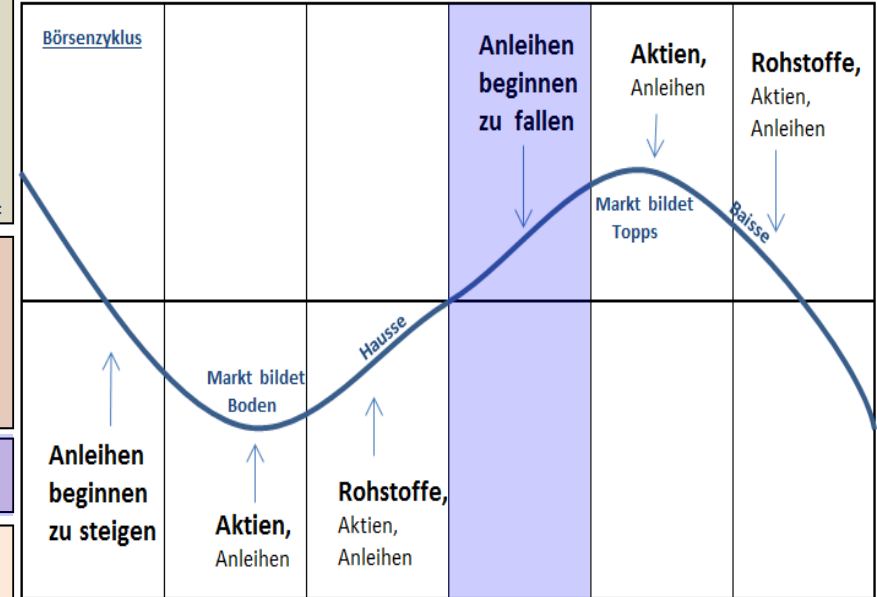 Börsenzyklus
Anleihen
beginnen
zu fallen
Aktien,
Anleihen
Rohstoffe,
Aktien,
Anleihen
Markt bildet
Topps
Baisse
Hausse
Markt bildet
Boden
Anleihen
beginnen
zu steigen
Aktien,
Anleihen
Rohstoffe,
Aktien,
Anleihen